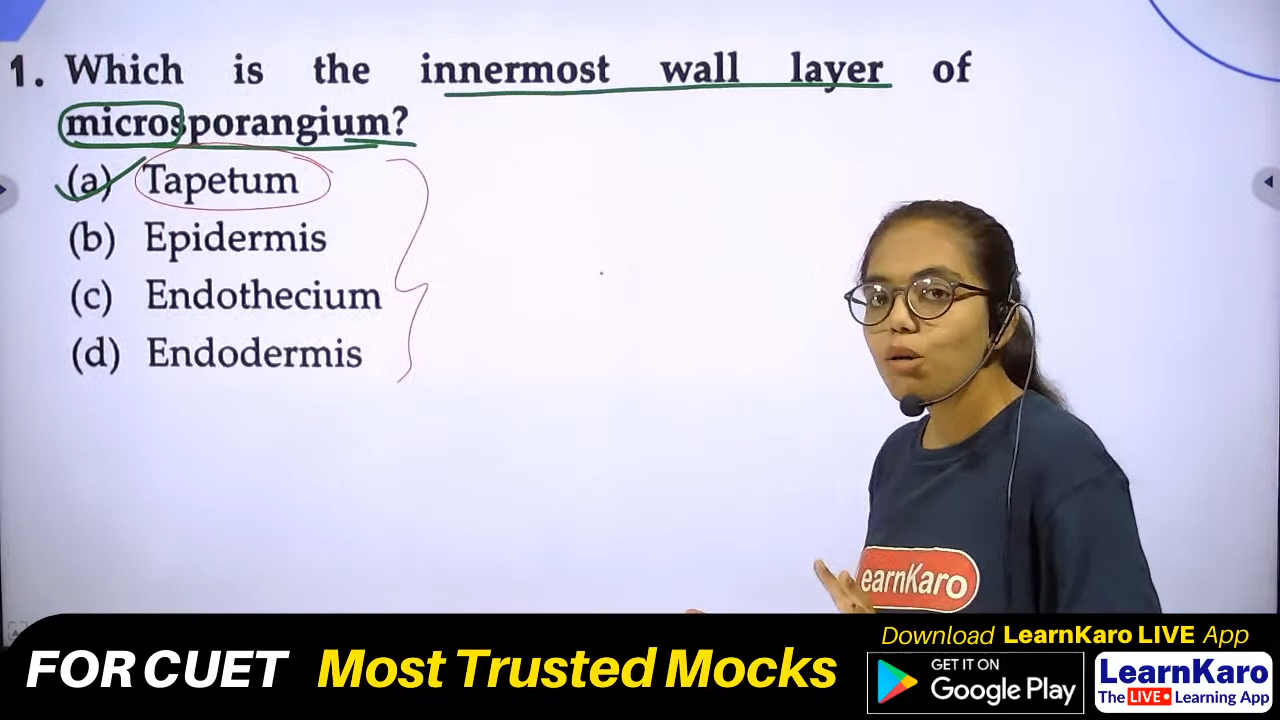 1. Which is the innermost wall layer of
microsporangium?
(a) Tapetum
(b) Epidermis
(c) Endothecium
(d) Endodermis
earnKaro
FOR CUET Most Trusted Mocks
Download LearnKaro LIVE App
GET IT ON
Google Play
LearnKaro
The LIVE Learning App